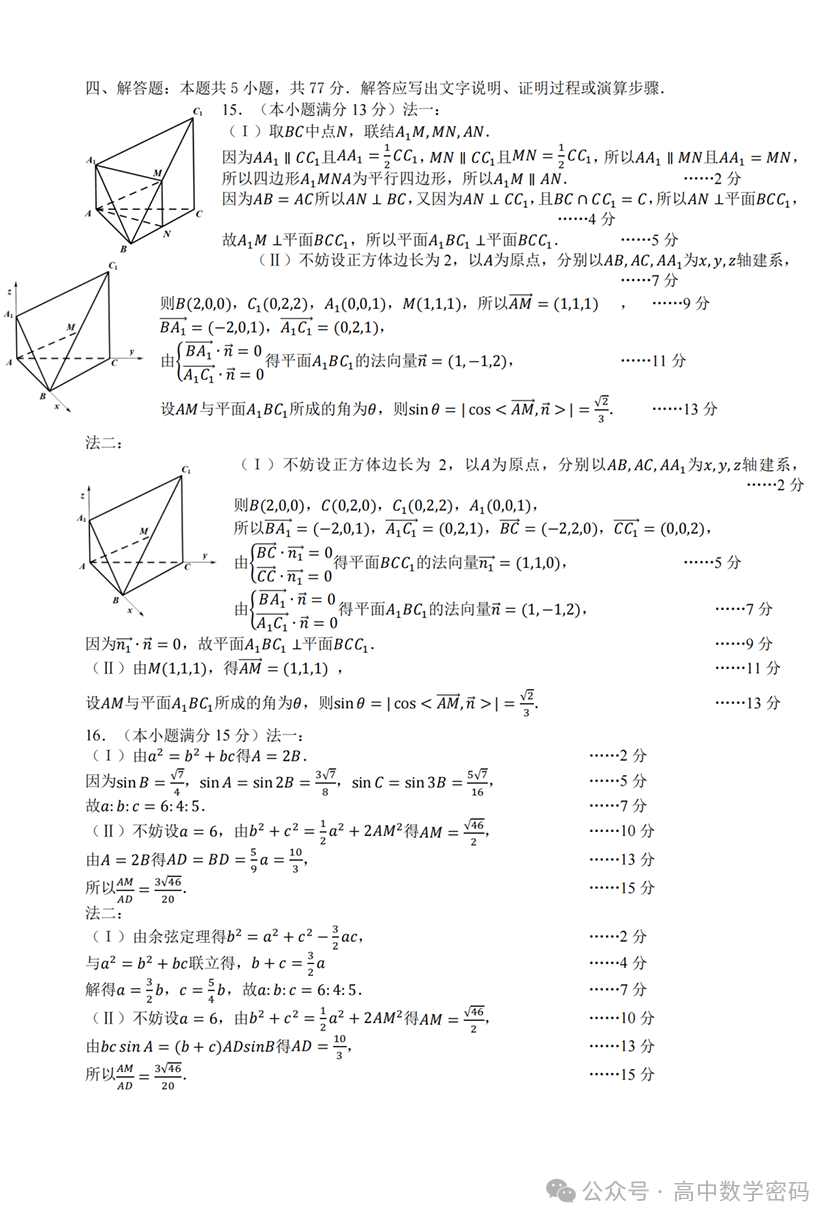 四、解答题：本题共 5 小题，共 77 分．解答应写出文字说明、证明过程或演算步骤．
15．（本小题满分 13 分）法一：
（Ⅰ）取BC中点N，联结A₁M, MN, AN．
因为AA₁ ∥ CC₁且AA₁ = 1/2 CC₁，MN ∥ CC₁且MN = 1/2 CC₁，所以AA₁ ∥ MN且AA₁ = MN，
所以四边形A₁MNA为平行四边形，所以A₁M ∥ AN． ……2 分
因为AB = AC所以AN ⊥ BC，又因为AN ⊥ CC₁，且BC ∩ CC₁ = C，所以AN ⊥平面BCC₁，
……4 分
故A₁M ⊥平面BCC₁，所以平面A₁BC₁ ⊥平面BCC₁． ……5 分
C₁
A₁
M
A
C
N
B
（Ⅱ）不妨设正方体边长为 2，以A为原点，分别以AB, AC, AA₁为x, y, z轴建系，
……7 分
则B(2,0,0)，C₁(0,2,2)，A₁(0,0,1)，M(1,1,1)，所以AM⃗ = (1,1,1) ， ……9 分
BA₁⃗ = (−2,0,1)，A₁C₁⃗ = (0,2,1)，
由{BA₁⃗ · n⃗ = 0
A₁C₁⃗ · n⃗ = 0得平面A₁BC₁的法向量n⃗ = (1, −1,2)， ……11 分
设AM与平面A₁BC₁所成的角为θ，则sin θ = | cos < AM⃗, n⃗ > | = √2/3． ……13 分
C₁
z
A₁
M
A
C
y
B
x
法二：
（Ⅰ）不妨设正方体边长为 2，以A为原点，分别以AB, AC, AA₁为x, y, z轴建系，
……2 分
则B(2,0,0)，C(0,2,0)，C₁(0,2,2)，A₁(0,0,1)，
所以BA₁⃗ = (−2,0,1)，A₁C₁⃗ = (0,2,1)，BC⃗ = (−2,2,0)，CC₁⃗ = (0,0,2)，
由{BC⃗ · n₁⃗ = 0
CC⃗ · n₁⃗ = 0得平面BCC₁的法向量n₁⃗ = (1,1,0)， ……5 分
由{BA₁⃗ · n⃗ = 0
A₁C₁⃗ · n⃗ = 0得平面A₁BC₁的法向量n⃗ = (1, −1,2)， ……7 分
C₁
z
A₁
M
A
C
y
B
x
因为n₁⃗ · n⃗ = 0，故平面A₁BC₁ ⊥平面BCC₁． ……9 分
（Ⅱ）由M(1,1,1)，得AM⃗ = (1,1,1) ， ……11 分
设AM与平面A₁BC₁所成的角为θ，则sin θ = | cos < AM⃗, n⃗ > | = √2/3． ……13 分
16．（本小题满分 15 分）法一：
（Ⅰ）由a² = b² + bc得A = 2B． ……2 分
因为sin B = √7/4，sin A = sin 2B = 3√7/8，sin C = sin 3B = 5√7/16， ……5 分
故a: b: c = 6: 4: 5． ……7 分
（Ⅱ）不妨设a = 6，由b² + c² = 1/2 a² + 2AM²得AM = √46/2， ……10 分
由A = 2B得AD = BD = 5/9 a = 10/3， ……13 分
所以AM/AD = 3√46/20． ……15 分
法二：
（Ⅰ）由余弦定理得b² = a² + c² − 3/2 ac， ……2 分
与a² = b² + bc联立得，b + c = 3/2 a ……4 分
解得a = 3/2 b，c = 5/4 b，故a: b: c = 6: 4: 5． ……7 分
（Ⅱ）不妨设a = 6，由b² + c² = 1/2 a² + 2AM²得AM = √46/2， ……10 分
由bc sin A = (b + c)ADsinB得AD = 10/3， ……13 分
所以AM/AD = 3√46/20． ……15 分
公众号 · 高中数学密码